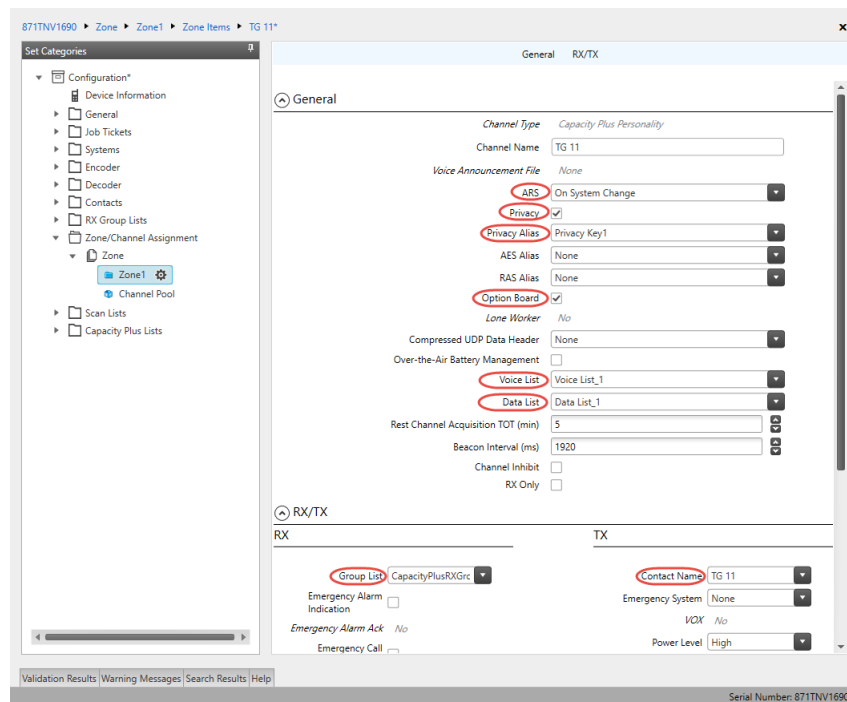 871TNV1690 Zone Zone1 Zone Items TG 11*
Set Categories
Configuration*
Device Information
General
Job Tickets
Systems
Encoder
Decoder
Contacts
RX Group Lists
Zone/Channel Assignment
Zone
Zone1
Channel Pool
Scan Lists
Capacity Plus Lists
General RX/TX
General
Channel Type Capacity Plus Personality
Channel Name TG 11
Voice Announcement File None
ARS On System Change
Privacy
Privacy Alias Privacy Key1
AES Alias None
RAS Alias None
Option Board
Lone Worker No
Compressed UDP Data Header None
Over-the-Air Battery Management
Voice List Voice List_1
Data List Data List_1
Rest Channel Acquisition TOT (min) 5
Beacon Interval (ms) 1920
Channel Inhibit
RX Only
RX/TX
RX
Group List CapacityPlusRXGrc
Emergency Alarm
Indication
Emergency Alarm Ack No
Emergency Call
TX
Contact Name TG 11
Emergency System None
VOX No
Power Level High
Validation Results Warning Messages Search Results Help
Serial Number: 871TNV1690